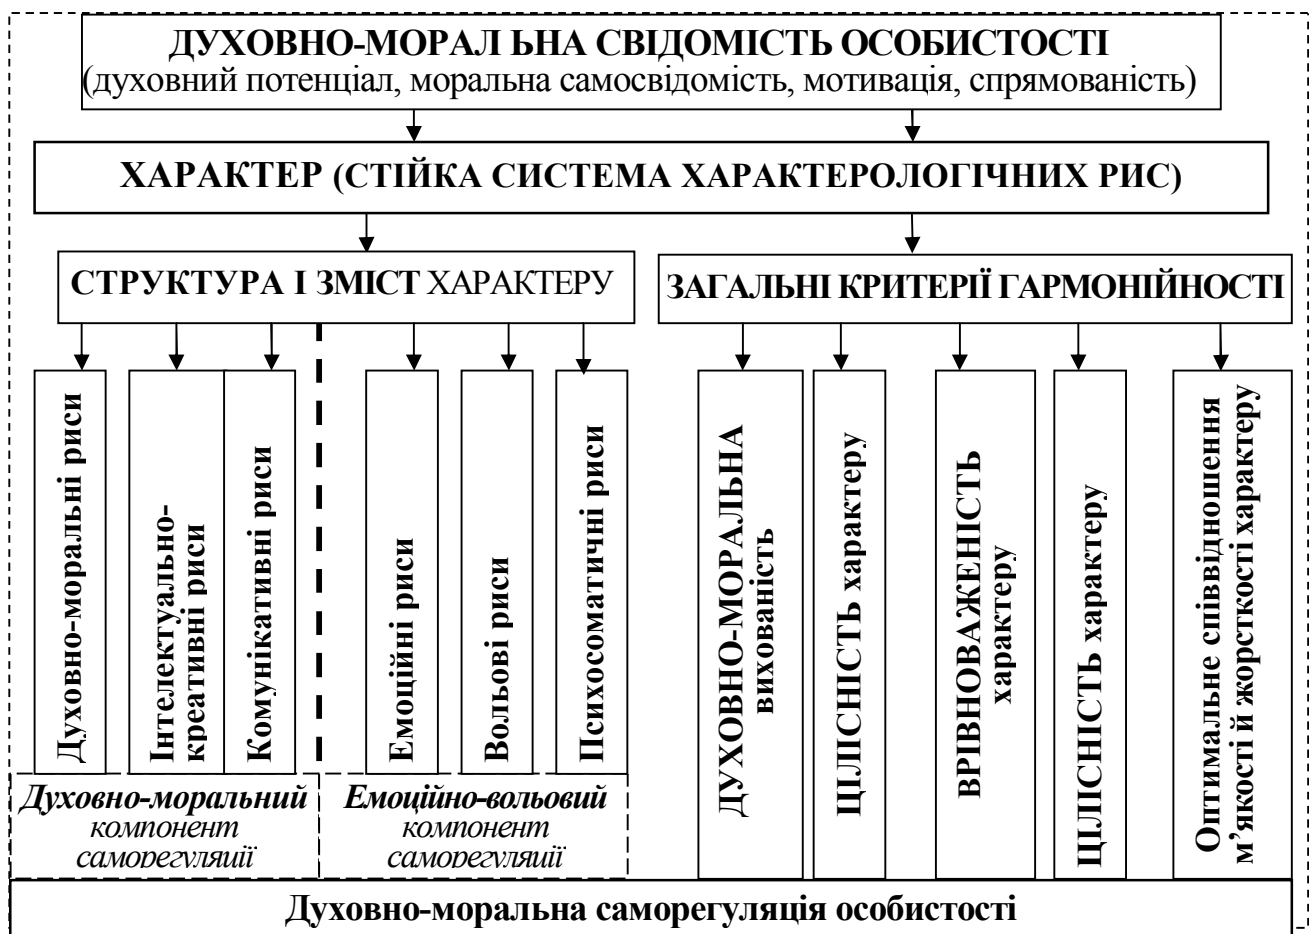 ДУХОВНО-МОРАЛ ЬНА СВІДОМІСТЬ ОСОБИСТОСТІ
(духовний потенціал, моральна самосвідомість, мотивація, спрямованість)
ХАРАКТЕР (СТІЙКА СИСТЕМА ХАРАКТЕРОЛОГІЧНИХ РИС)
СТРУКТУРА І ЗМІСТ ХАРАКТЕРУ
ЗАГАЛЬНІ КРИТЕРІЇ ГАРМОНІЙНОСТІ
Духовно-моральні риси
Інтелектуально-
креативні риси
Комунікативні риси
Емоційні риси
Вольові риси
Психосоматичні риси
ДУХОВНО-МОРАЛЬНА
вихованість
ЦІЛІСНІСТЬ характеру
ВРІВНОВАЖЕНІСТЬ
характеру
ЦІЛІСНІСТЬ характеру
Оптимальне співвідношення
м’якості й жорсткості характеру
Духовно-моральний
компонент
саморегуляції
Емоційно-вольовий
компонент
саморегуляції
Духовно-моральна саморегуляція особистості